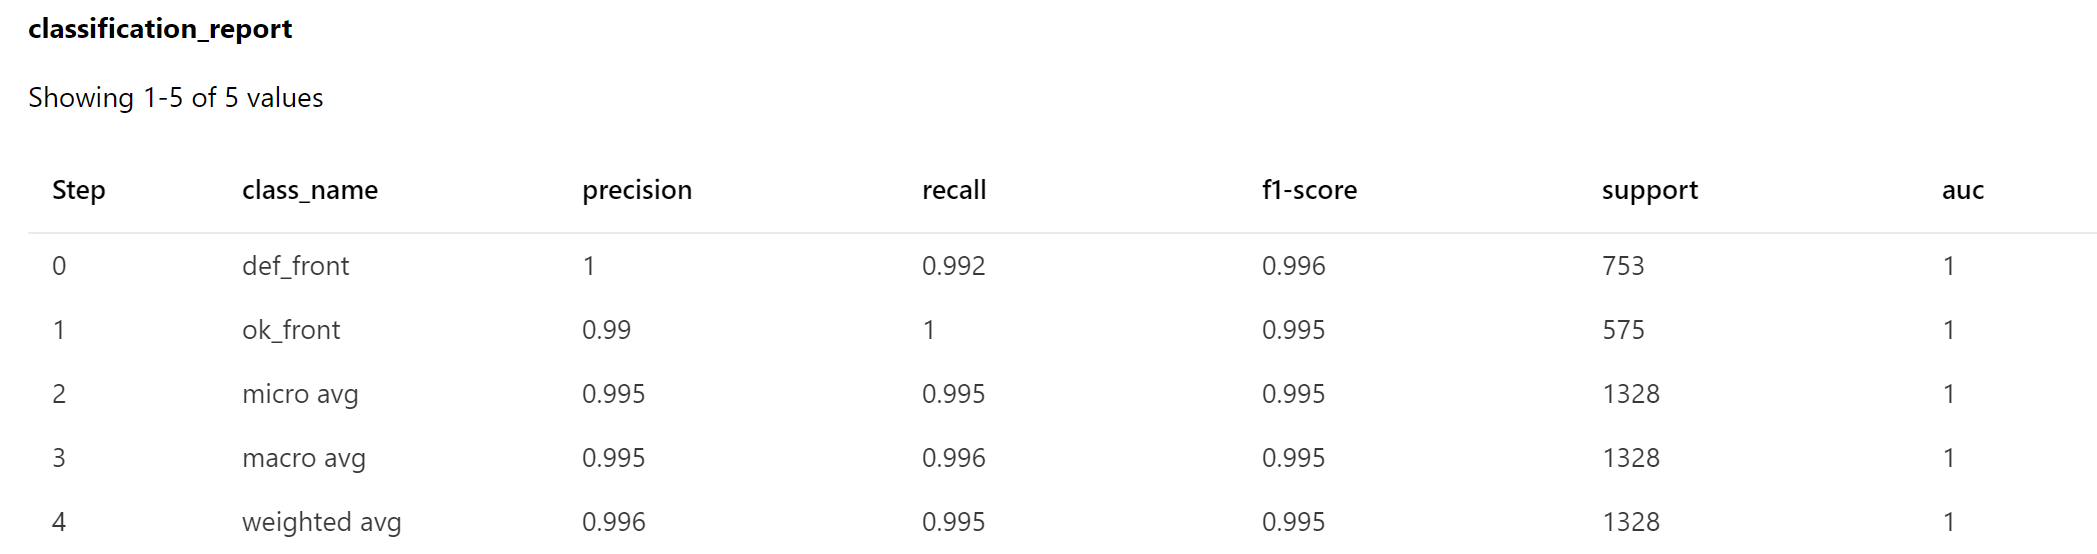 classification_report
Showing 1-5 of 5 values
Step class_name precision recall f1-score support auc
0 def_front 1 0.992 0.996 753 1
1 ok_front 0.99 1 0.995 575 1
2 micro avg 0.995 0.995 0.995 1328 1
3 macro avg 0.995 0.996 0.995 1328 1
4 weighted avg 0.996 0.995 0.995 1328 1